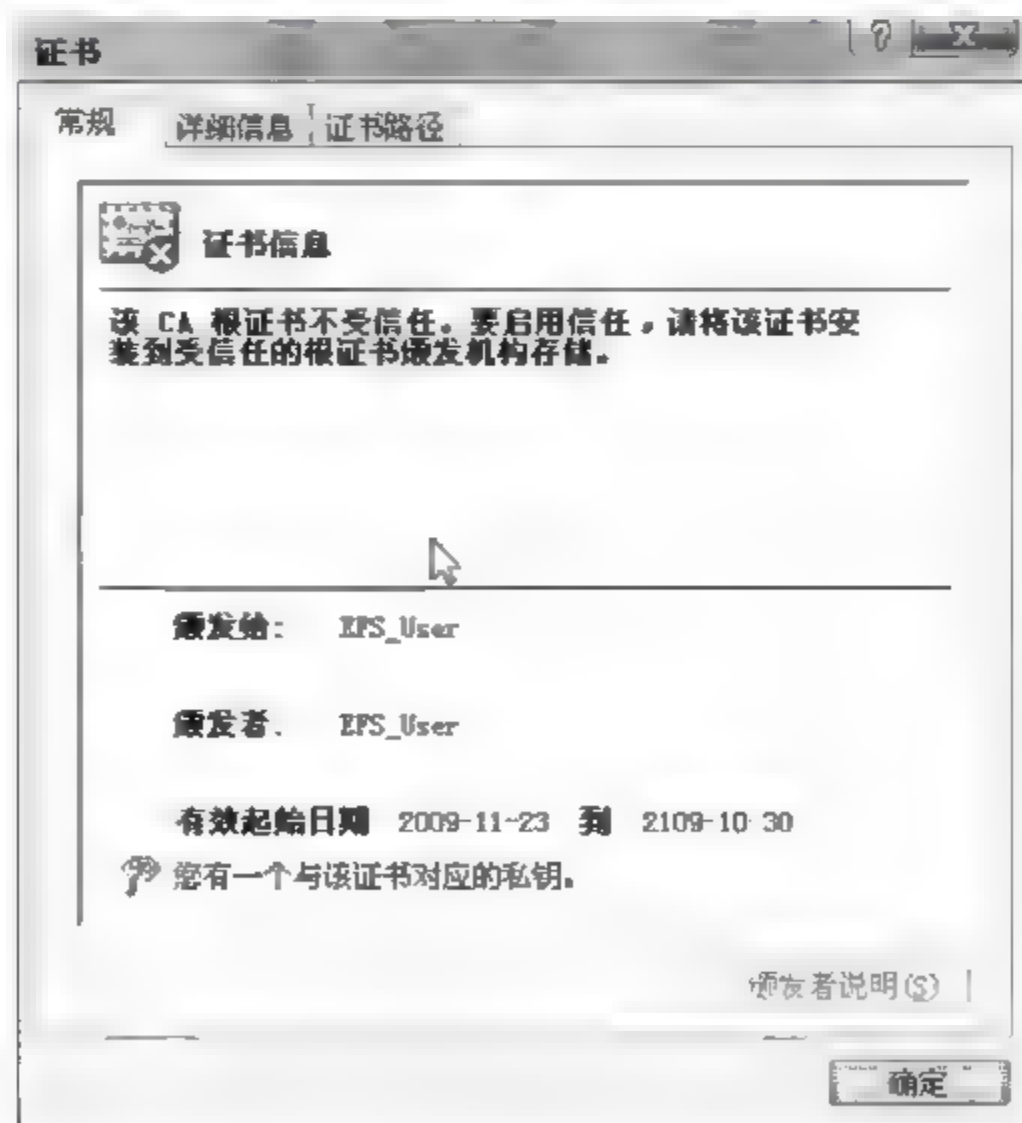 证书
常规 详细信息 证书路径
证书信息
该 CA 根证书不受信任。要启用信任，请将该证书安
装到受信任的根证书颁发机构存储。
颁发给： EFS_User
颁发者： EFS_User
有效起始日期 2009-11-23 到 2109-10-30
您有一个与该证书对应的私钥。
颁发者说明(S)
确定